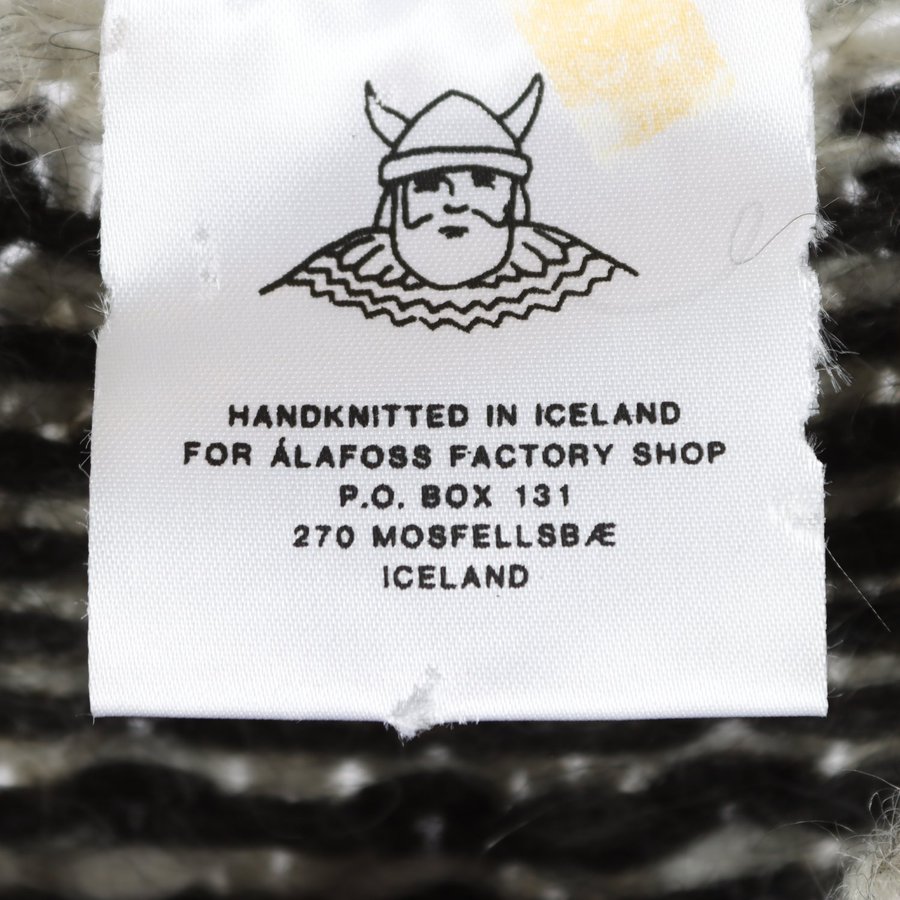 HANDKNITTED IN ICELAND
FOR ÁLAFOSS FACTORY SHOP
P.O. BOX 131
270 MOSFELLSBÆ
ICELAND